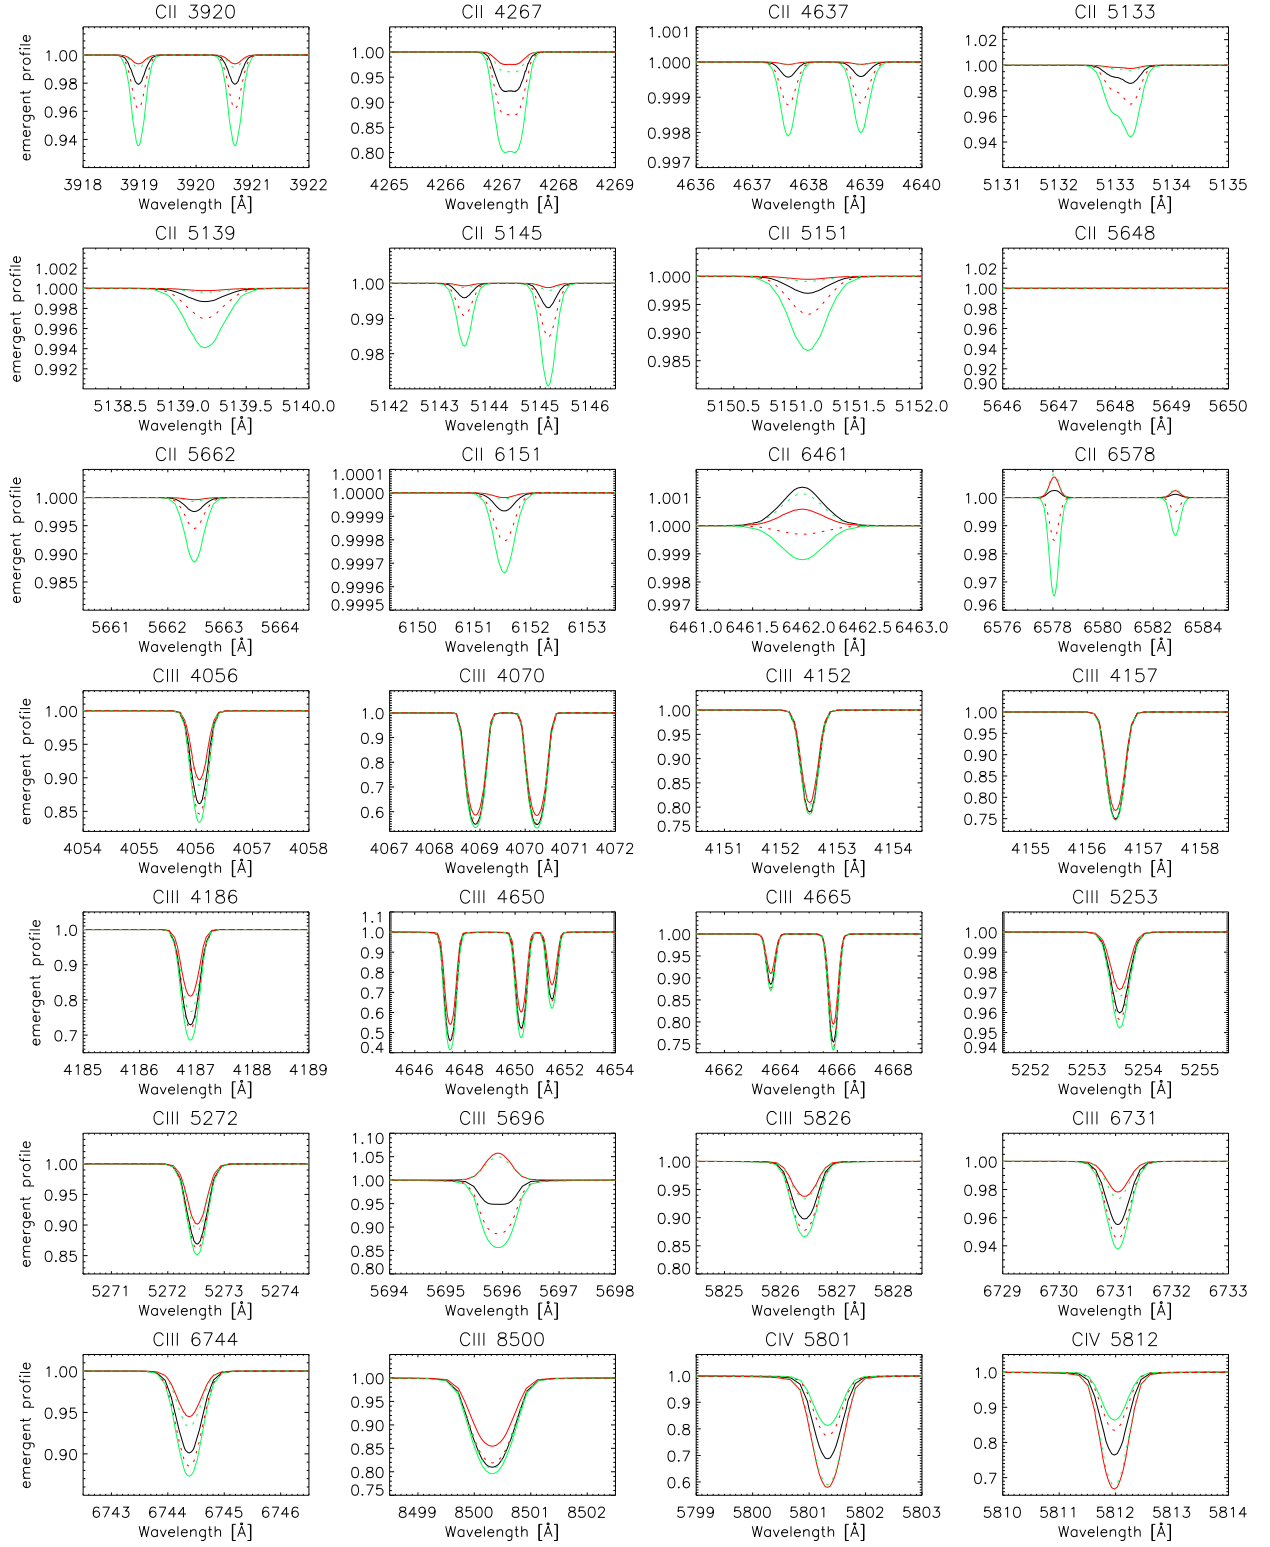 CII 3920 CII 4267 CII 4637 CII 5133
emergent profile
1.00 0.98 0.96 0.94
1.00 0.95 0.90 0.85 0.80
1.001 1.000 0.999 0.998 0.997
1.02 1.00 0.98 0.96 0.94
3918 3919 3920 3921 3922 4265 4266 4267 4268 4269 4636 4637 4638 4639 4640 5131 5132 5133 5134 5135
Wavelength [Å] Wavelength [Å] Wavelength [Å] Wavelength [Å]
CII 5139 CII 5145 CII 5151 CII 5648
emergent profile
1.002 1.000 0.998 0.996 0.994 0.992
1.00 0.99 0.98
1.000 0.995 0.990 0.985
1.02 1.00 0.98 0.96 0.94 0.92 0.90
5138.5 5139.0 5139.5 5140.0 5142 5143 5144 5145 5146 5150.5 5151.0 5151.5 5152.0 5646 5647 5648 5649 5650
Wavelength [Å] Wavelength [Å] Wavelength [Å] Wavelength [Å]
CII 5662 CII 6151 CII 6461 CII 6578
emergent profile
1.000 0.995 0.990 0.985
1.0001 1.0000 0.9999 0.9998 0.9997 0.9996 0.9995
1.001 1.000 0.999 0.998 0.997
1.00 0.99 0.98 0.97 0.96
5661 5662 5663 5664 6150 6151 6152 6153 6461.0 6461.5 6462.0 6462.5 6463.0 6576 6578 6580 6582 6584
Wavelength [Å] Wavelength [Å] Wavelength [Å] Wavelength [Å]
CIII 4056 CIII 4070 CIII 4152 CIII 4157
emergent profile
1.00 0.95 0.90 0.85
1.0 0.9 0.8 0.7 0.6
1.00 0.95 0.90 0.85 0.80 0.75
1.00 0.95 0.90 0.85 0.80 0.75
4054 4055 4056 4057 4058 4067 4068 4069 4070 4071 4072 4151 4152 4153 4154 4155 4156 4157 4158
Wavelength [Å] Wavelength [Å] Wavelength [Å] Wavelength [Å]
CIII 4186 CIII 4650 CIII 4665 CIII 5253
emergent profile
1.0 0.9 0.8 0.7
1.1 1.0 0.9 0.8 0.7 0.6 0.5 0.4
1.00 0.95 0.90 0.85 0.80 0.75
1.00 0.99 0.98 0.97 0.96 0.95 0.94
4185 4186 4187 4188 4189 4646 4648 4650 4652 4654 4662 4664 4666 4668 5252 5253 5254 5255
Wavelength [Å] Wavelength [Å] Wavelength [Å] Wavelength [Å]
CIII 5272 CIII 5696 CIII 5826 CIII 6731
emergent profile
1.00 0.95 0.90 0.85
1.10 1.05 1.00 0.95 0.90 0.85 0.80
1.00 0.95 0.90 0.85 0.80
1.00 0.98 0.96 0.94
5271 5272 5273 5274 5694 5695 5696 5697 5698 5825 5826 5827 5828 6729 6730 6731 6732 6733
Wavelength [Å] Wavelength [Å] Wavelength [Å] Wavelength [Å]
CIII 6744 CIII 8500 CIV 5801 CIV 5812
emergent profile
1.00 0.95 0.90
1.00 0.95 0.90 0.85 0.80 0.75
1.0 0.9 0.8 0.7 0.6
1.0 0.9 0.8 0.7
6743 6744 6745 6746 8499 8500 8501 8502 5799 5800 5801 5802 5803 5810 5811 5812 5813 5814
Wavelength [Å] Wavelength [Å] Wavelength [Å] Wavelength [Å]